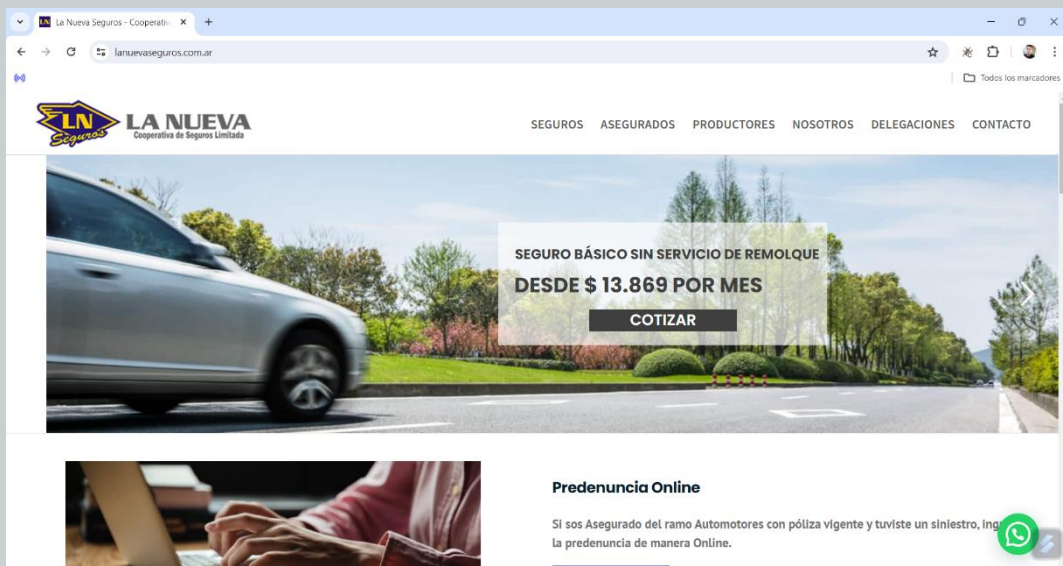 La Nueva Seguros - Cooperativ
lanuevaseguros.com.ar
Todos los marcadores
LN
Seguros
LA NUEVA
Cooperativa de Seguros Limitada
SEGUROS ASEGURADOS PRODUCTORES NOSOTROS DELEGACIONES CONTACTO
SEGURO BÁSICO SIN SERVICIO DE REMOLQUE
DESDE $ 13.869 POR MES
COTIZAR
Predenuncia Online
Si sos Asegurado del ramo Automotores con póliza vigente y tuviste un siniestro, ing
la predenuncia de manera Online.